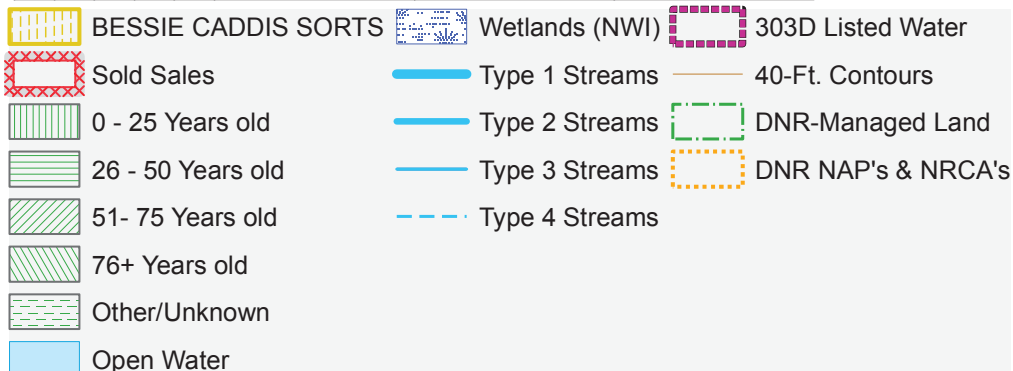 BESSIE CADDIS SORTS
Sold Sales
0 - 25 Years old
26 - 50 Years old
51- 75 Years old
76+ Years old
Other/Unknown
Open Water
Wetlands (NWI)
Type 1 Streams
Type 2 Streams
Type 3 Streams
Type 4 Streams
303D Listed Water
40-Ft. Contours
DNR-Managed Land
DNR NAP's & NRCA's